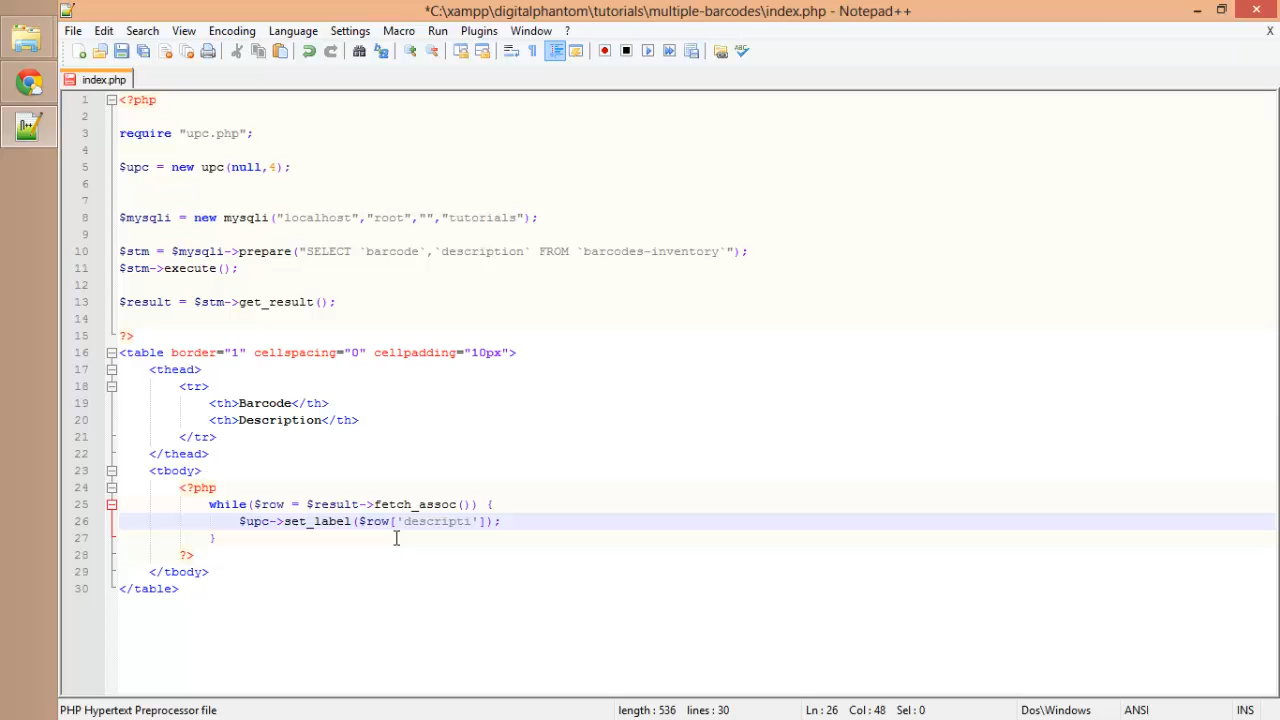 *C:\xampp\digitalphantom\tutorials\multiple-barcodes\index.php - Notepad++
File Edit Search View Encoding Language Settings Macro Run Plugins Window ? X
index.php
1 <?php
2
3 require "upc.php";
4
5 $upc = new upc(null,4);
6
7
8 $mysqli = new mysqli("localhost","root","","tutorials");
9
10 $stm = $mysqli->prepare("SELECT `barcode`,`description` FROM `barcodes-inventory`");
11 $stm->execute();
12
13 $result = $stm->get_result();
14
15 ?>
16 <table border="1" cellspacing="0" cellpadding="10px">
17 <thead>
18 <tr>
19 <th>Barcode</th>
20 <th>Description</th>
21 </tr>
22 </thead>
23 <tbody>
24 <?php
25 while($row = $result->fetch_assoc()) {
26 $upc->set_label($row['descripti']);
27 }
28 ?>
29 </tbody>
30 </table>
PHP Hypertext Preprocessor file length : 536 lines : 30 Ln : 26 Col : 48 Sel : 0 Dos\Windows ANSI INS